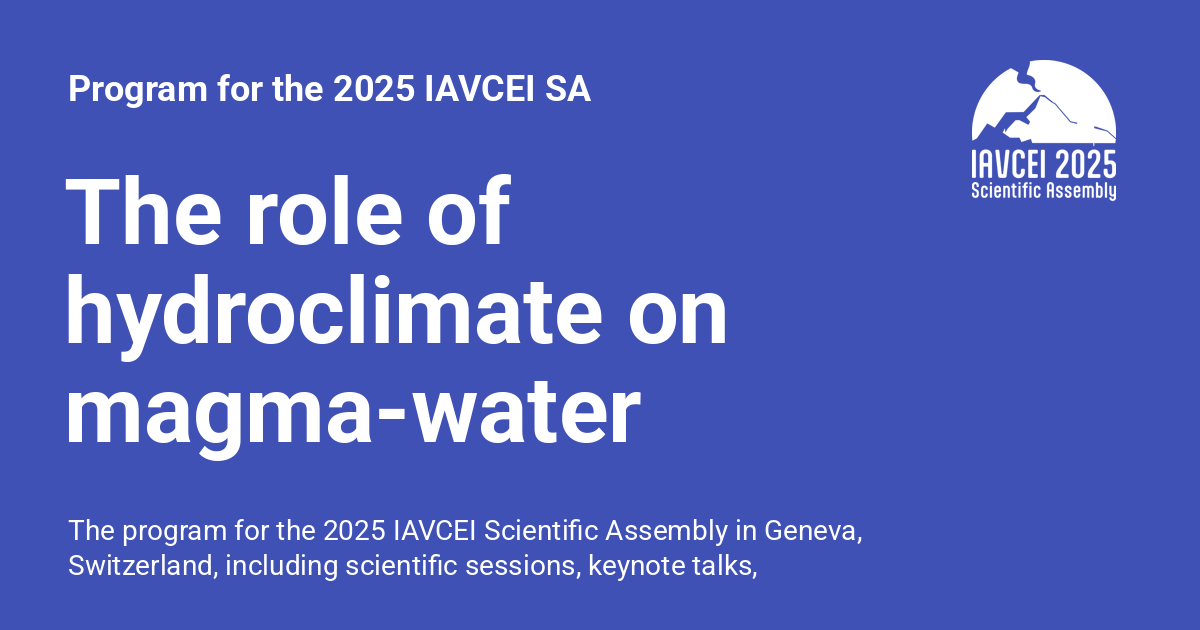 Program for the 2025 IAVCEI SA
IAVCEI 2025
Scientific Assembly
The role of
hydroclimate on
magma-water
The program for the 2025 IAVCEI Scientific Assembly in Geneva,
Switzerland, including scientific sessions, keynote talks,